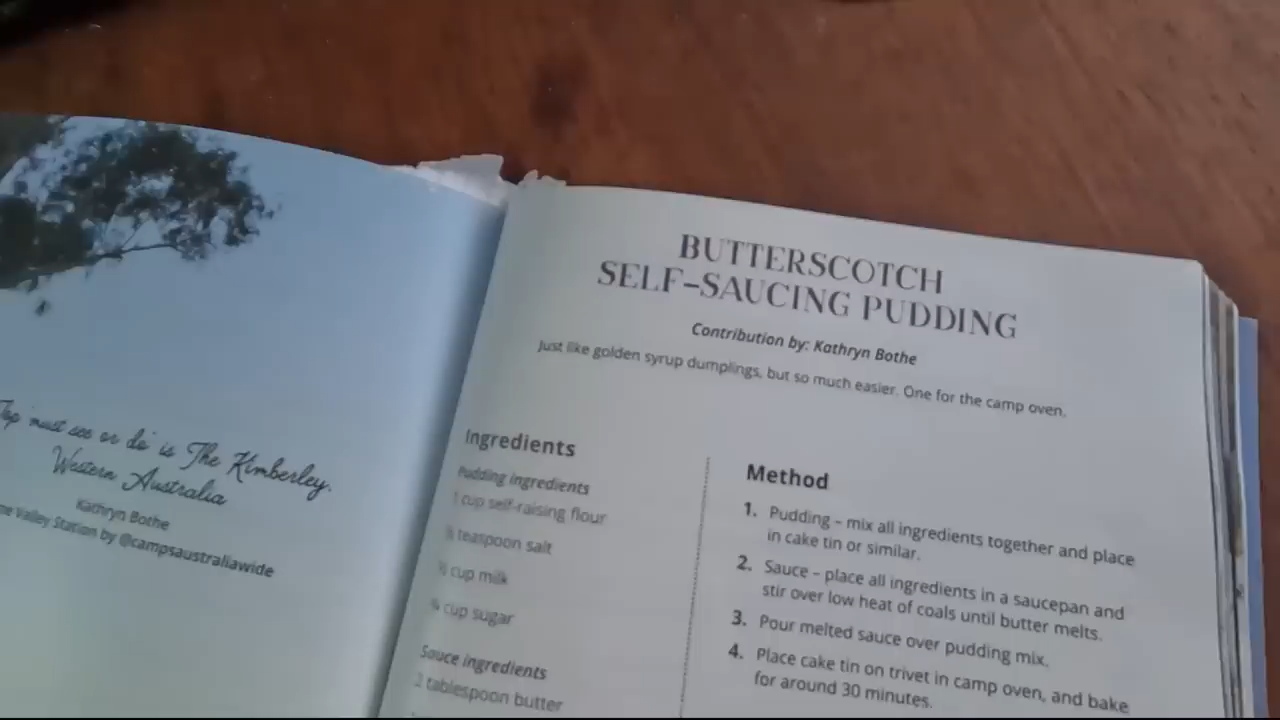 Top 'must see or do' is The Kimberley,
Western Australia
Kathryn Bothe
Valley Station by @campsaustraliawide
BUTTERSCOTCH
SELF-SAUCING PUDDING
Contribution by: Kathryn Bothe
Just like golden syrup dumplings, but so much easier. One for the camp oven.
Ingredients
Pudding ingredients
1 cup self-raising flour
teaspoon salt
cup milk
cup sugar
Sauce ingredients
2 tablespoon butter
Method
1. Pudding – mix all ingredients together and place
in cake tin or similar.
2. Sauce – place all ingredients in a saucepan and
stir over low heat of coals until butter melts.
3. Pour melted sauce over pudding mix.
4. Place cake tin on trivet in camp oven, and bake
for around 30 minutes.